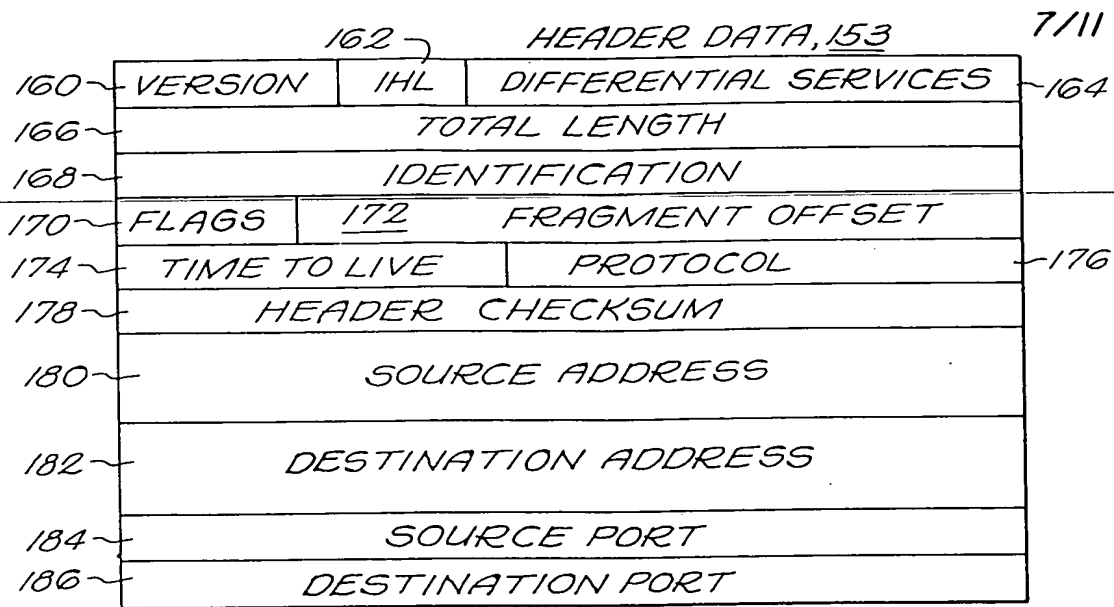 7/11
162 HEADER DATA, 153
160 VERSION IHL DIFFERENTIAL SERVICES 164
166 TOTAL LENGTH
168 IDENTIFICATION
170 FLAGS 172 FRAGMENT OFFSET
174 TIME TO LIVE PROTOCOL 176
178 HEADER CHECKSUM
180 SOURCE ADDRESS
182 DESTINATION ADDRESS
184 SOURCE PORT
186 DESTINATION PORT